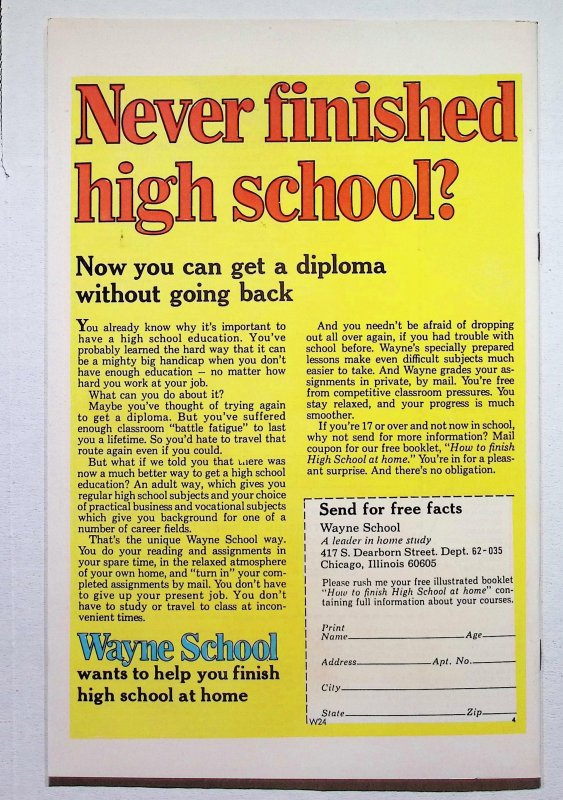 Never finished
high school?
Now you can get a diploma
without going back
You already know why it's important to
have a high school education. You've
probably learned the hard way that it can
be a mighty big handicap when you don't
have enough education — no matter how
hard you work at your job.
What can you do about it?
Maybe you've thought of trying again
to get a diploma. But you've suffered
enough classroom "battle fatigue" to last
you a lifetime. So you'd hate to travel that
route again even if you could.
But what if we told you that there was
now a much better way to get a high school
education? An adult way, which gives you
regular high school subjects and your choice
of practical business and vocational subjects
which give you background for one of a
number of career fields.
That's the unique Wayne School way.
You do your reading and assignments in
your spare time, in the relaxed atmosphere
of your own home, and "turn in" your com-
pleted assignments by mail. You don't have
to give up your present job. You don't
have to study or travel to class at incon-
venient times.
Wayne School
wants to help you finish
high school at home
And you needn't be afraid of dropping
out all over again, if you had trouble with
school before. Wayne's specially prepared
lessons make even difficult subjects much
easier to take. And Wayne grades your as-
signments in private, by mail. You're free
from competitive classroom pressures. You
stay relaxed, and your progress is much
smoother.
If you're 17 or over and not now in school,
why not send for more information? Mail
coupon for our free booklet, "How to finish
High School at home." You're in for a pleas-
ant surprise. And there's no obligation.
Send for free facts
Wayne School
A leader in home study
417 S. Dearborn Street. Dept. 62-035
Chicago, Illinois 60605
Please rush me your free illustrated booklet
"How to finish High School at home" con-
taining full information about your courses.
Print
Name Age
Address Apt. No.
City
State Zip
W24 4